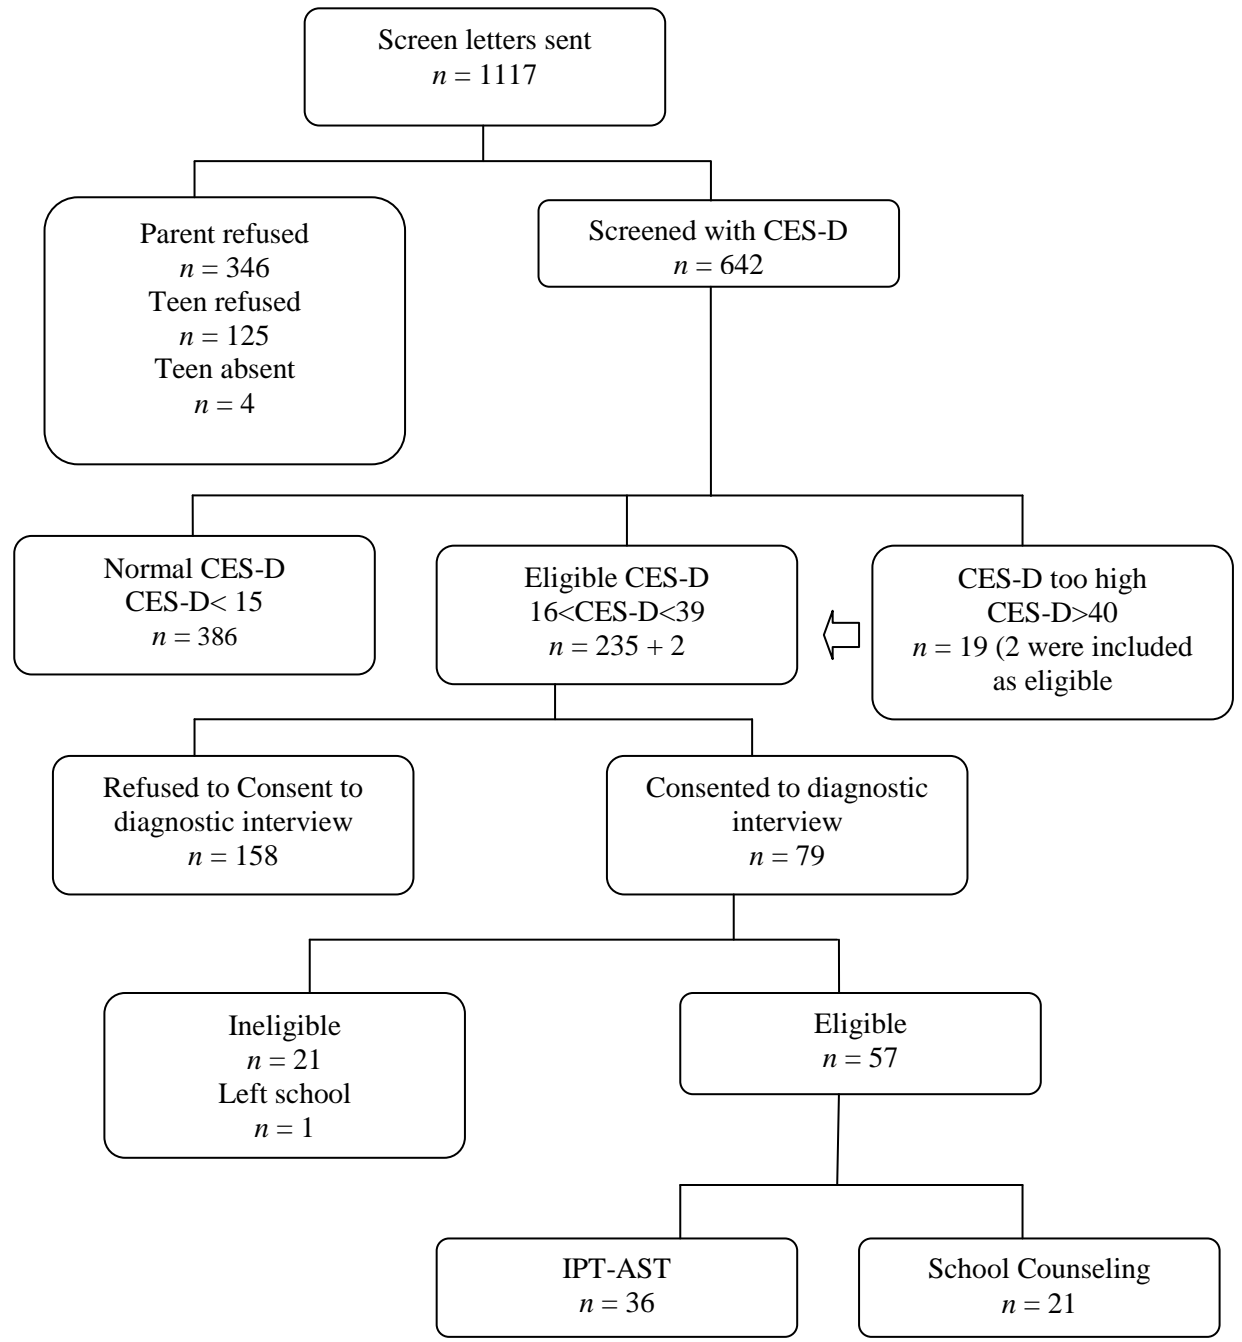 Screen letters sent
n = 1117
Parent refused
n = 346
Teen refused
n = 125
Teen absent
n = 4
Screened with CES-D
n = 642
Normal CES-D
CES-D< 15
n = 386
Eligible CES-D
16<CES-D<39
n = 235 + 2
CES-D too high
CES-D>40
n = 19 (2 were included
as eligible
Refused to Consent to
diagnostic interview
n = 158
Consented to diagnostic
interview
n = 79
Ineligible
n = 21
Left school
n = 1
Eligible
n = 57
IPT-AST
n = 36
School Counseling
n = 21